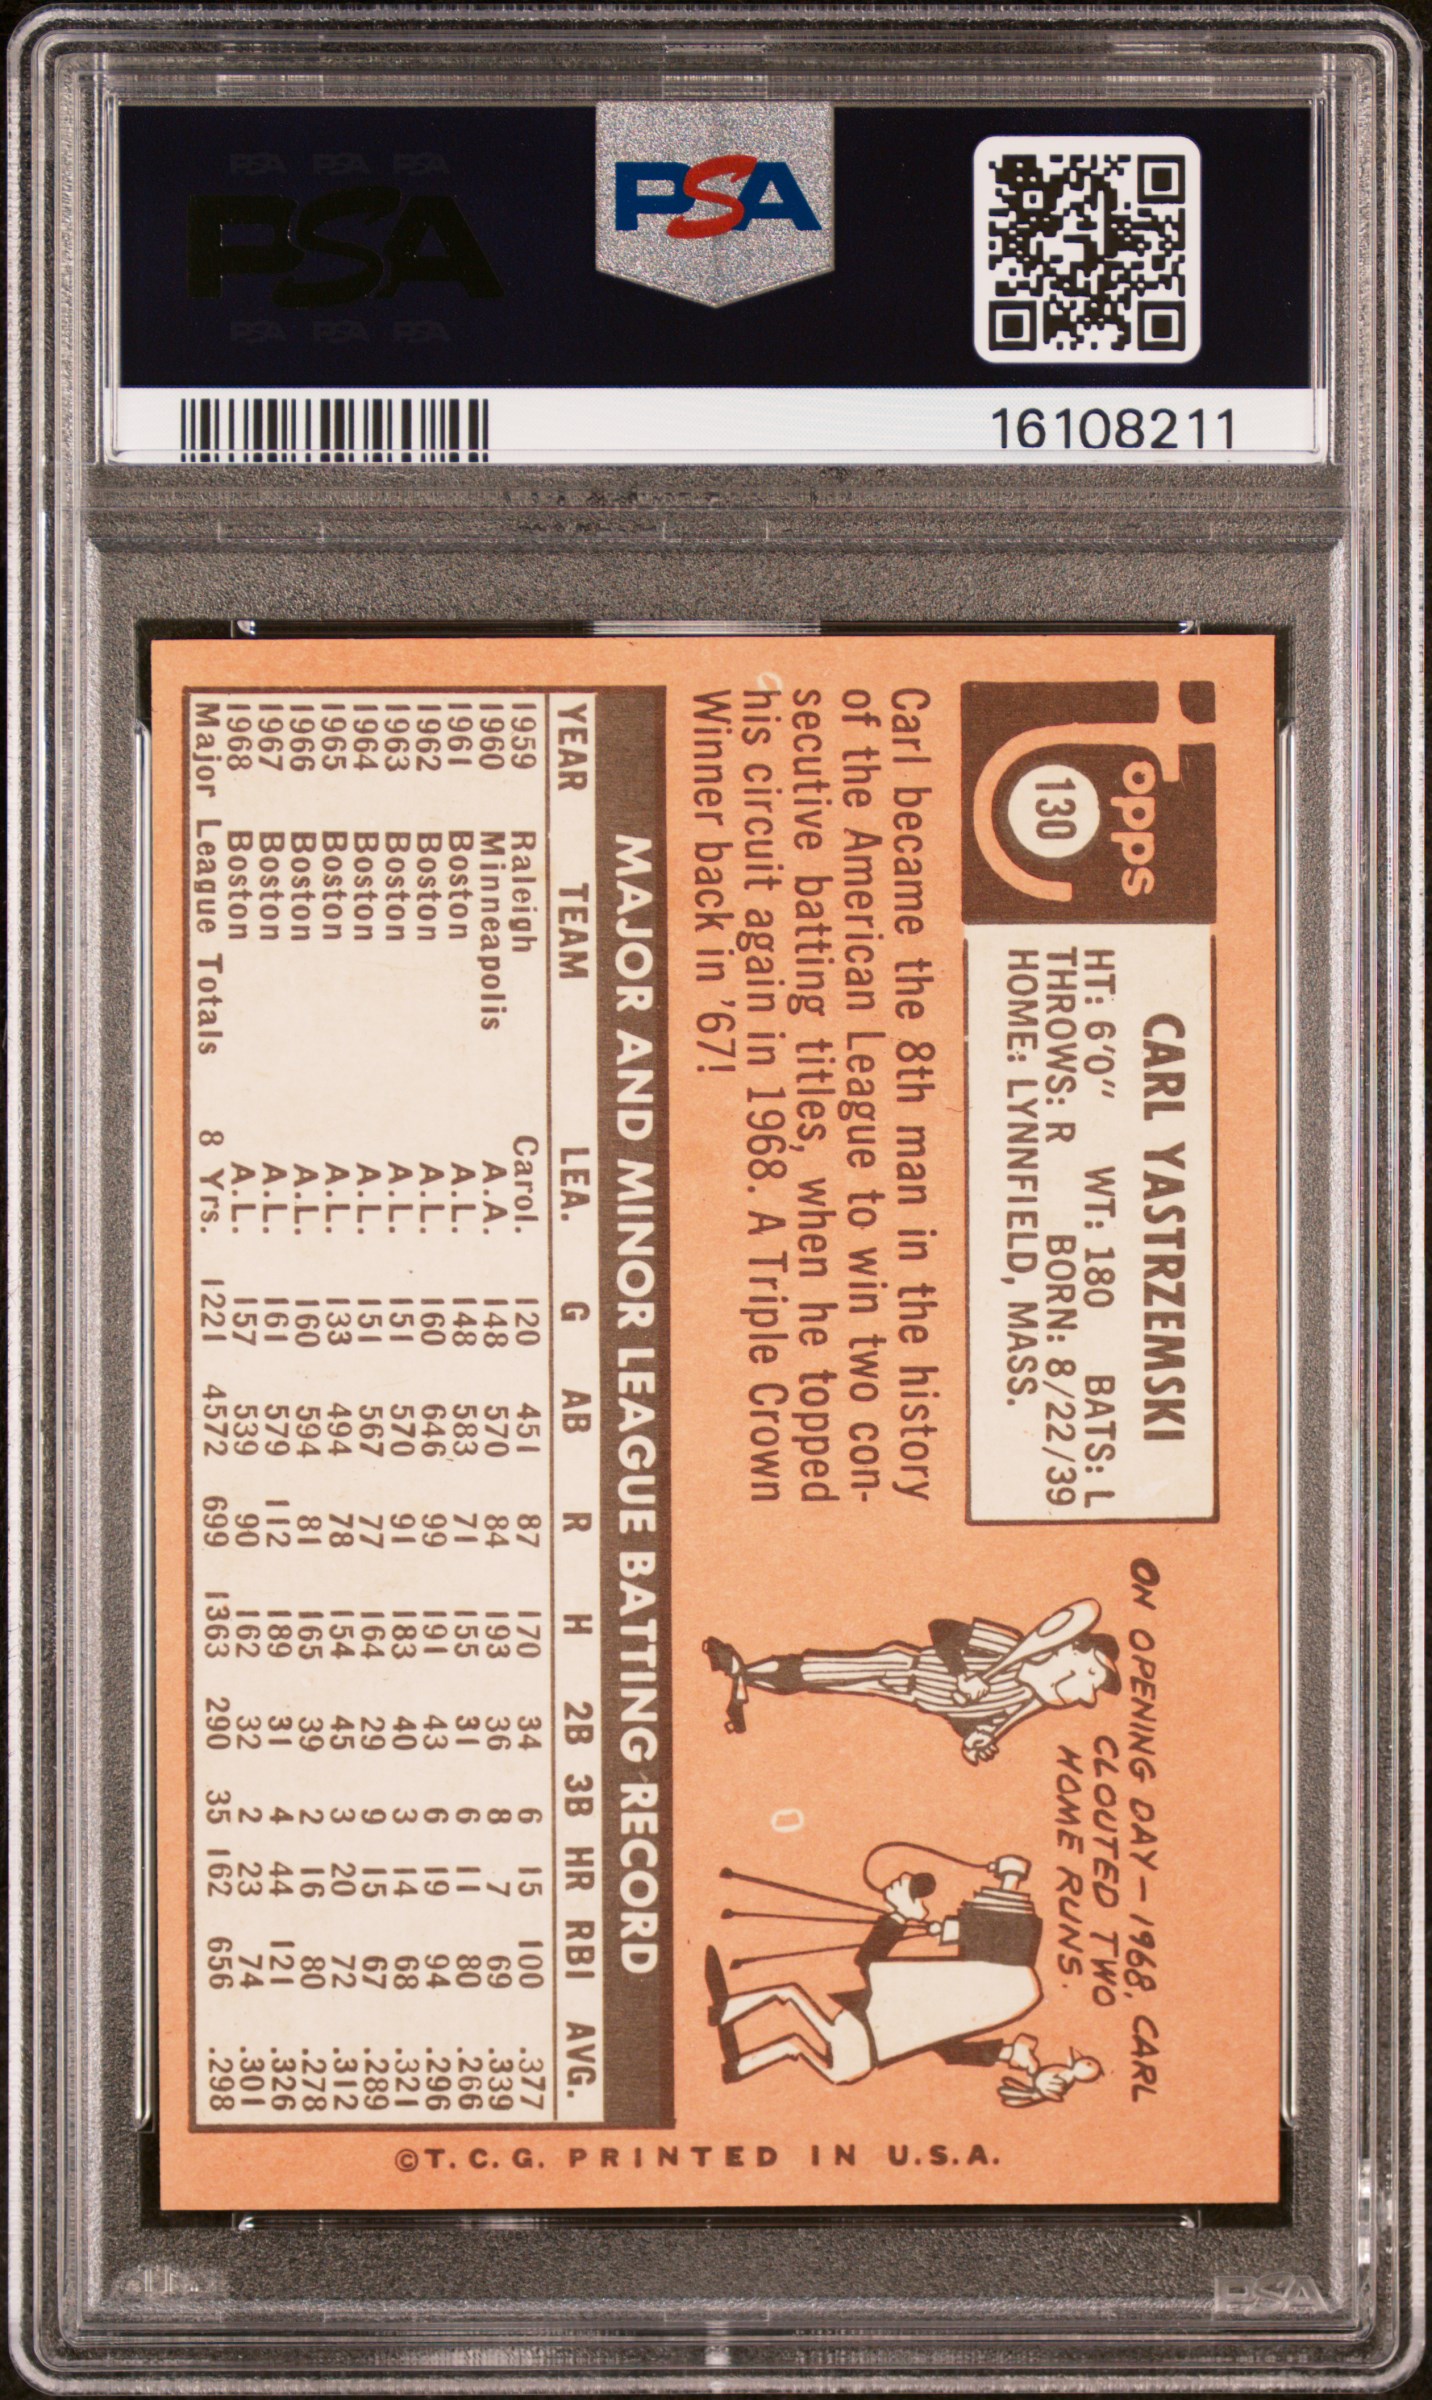 PSA PSA PSA
PSA
PSA PSA PSA
PSA
16108211
Topps
130
CARL YASTRZEMSKI
HT: 6'0" WT: 180 BATS: L
THROWS: R BORN: 8/22/39
HOME: LYNNFIELD, MASS.
ON OPENING DAY—1968, CARL
CLOUTED TWO
HOME RUNS.
Carl became the 8th man in the history
of the American League to win two con-
secutive batting titles, when he topped
his circuit again in 1968. A Triple Crown
Winner back in '67!
MAJOR AND MINOR LEAGUE BATTING RECORD
YEAR TEAM LEA. G AB R H 2B 3B HR RBI AVG.
1959 Raleigh Carol. 120 451 87 170 34 6 15 100 .377
1960 Minneapolis A.A. 148 570 84 193 36 8 7 69 .339
1961 Boston A.L. 148 583 71 155 31 6 11 80 .266
1962 Boston A.L. 160 646 99 191 43 6 19 94 .296
1963 Boston A.L. 151 570 91 183 40 3 14 68 .321
1964 Boston A.L. 151 567 77 164 29 9 15 67 .289
1965 Boston A.L. 133 494 78 154 45 3 20 72 .312
1966 Boston A.L. 160 594 81 165 39 2 16 80 .278
1967 Boston A.L. 161 579 112 189 31 4 44 121 .326
1968 Boston A.L. 157 539 90 162 32 2 23 74 .301
Major League Totals 8 Yrs. 1221 4572 699 1363 290 35 162 656 .298
©T.C.G. PRINTED IN U.S.A.
PSA